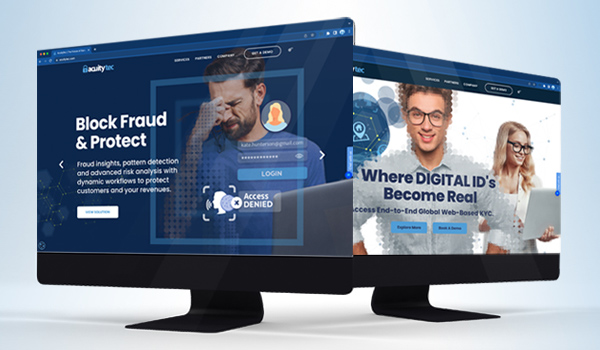 acuitytec
SERVICES
PARTNERS
COMPANY
GET A DEMO
Block Fraud
& Protect
Fraud insights, pattern detection
and advanced risk analysis with
dynamic workflows to protect
customers and your revenues.
VIEW SOLUTION
LOGIN
Access
DENIED
tec
SERVICES
PARTNERS
COMPANY
GET A DEMO
Where DIGITAL ID's
Become Real
Access End-to-End Global Web-Based KYC.
Explore More
Book A Demo